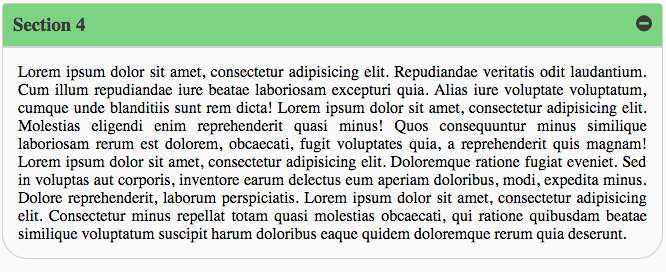 Section 4
Lorem ipsum dolor sit amet, consectetur adipisicing elit. Repudiandae veritatis odit laudantium.
Cum illum repudiandae iure beatae laboriosam excepturi quia. Alias iure voluptate voluptatum,
cumque unde blanditiis sunt rem dicta! Lorem ipsum dolor sit amet, consectetur adipisicing elit.
Molestias eligendi enim reprehenderit quasi minus! Quos consequuntur minus similique
laboriosam rerum est dolorem, obcaecati, fugit voluptates quia, a reprehenderit quis magnam!
Lorem ipsum dolor sit amet, consectetur adipisicing elit. Doloremque ratione fugiat eveniet. Sed
in voluptas aut corporis, inventore earum delectus eum aperiam doloribus, modi, expedita minus.
Dolore reprehenderit, laborum perspiciatis. Lorem ipsum dolor sit amet, consectetur adipisicing
elit. Consectetur minus repellat totam quasi molestias obcaecati, qui ratione quibusdam beatae
similique voluptatum suscipit harum doloribus eaque quidem doloremque rerum quia deserunt.